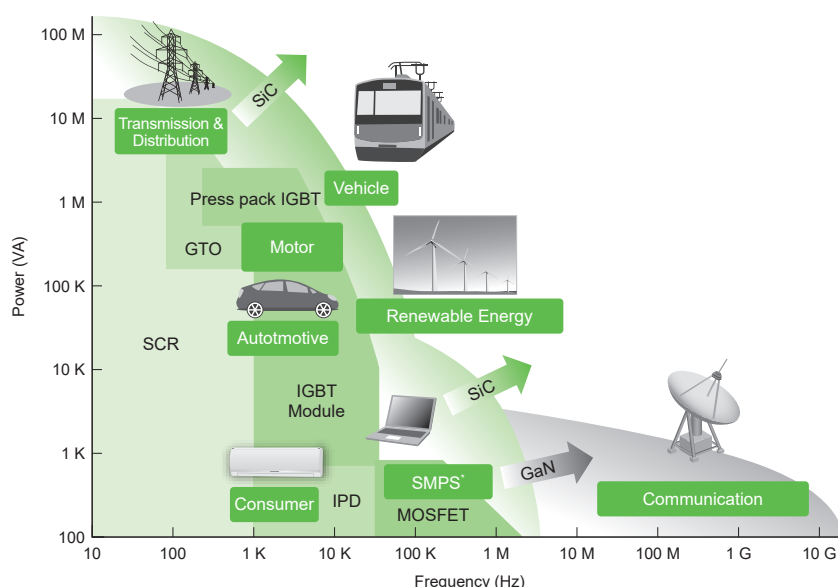 100 M
10 M
1 M
100 K
10 K
1 K
100
Power (VA)
SiC
Transmission &
Distribution
Press pack IGBT
Vehicle
GTO
Motor
Renewable Energy
Autotmotive
SCR
IGBT
Module
SiC
GaN
SMPS*
Consumer
IPD
MOSFET
Communication
10
100
1 K
10 K
100 K
1 M
10 M
100 M
1 G
10 G
Frequency (Hz)